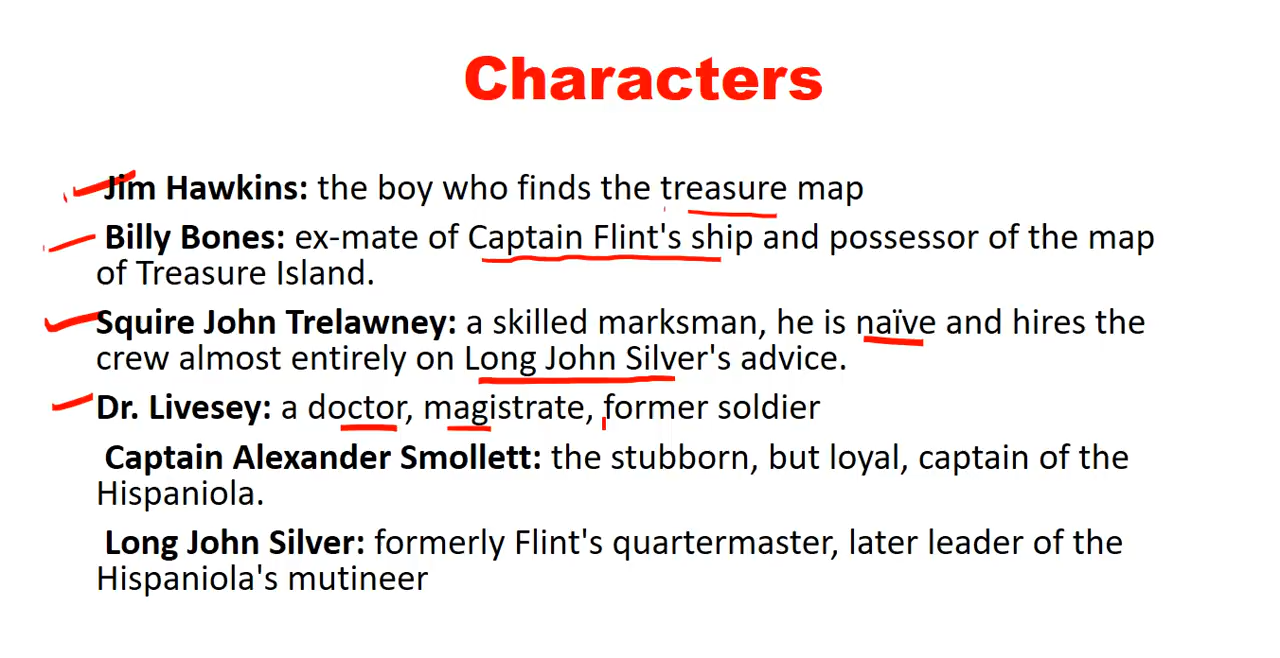 Characters
Jim Hawkins: the boy who finds the treasure map
Billy Bones: ex-mate of Captain Flint's ship and possessor of the map
of Treasure Island.
Squire John Trelawney: a skilled marksman, he is naïve and hires the
crew almost entirely on Long John Silver's advice.
Dr. Livesey: a doctor, magistrate, former soldier
Captain Alexander Smollett: the stubborn, but loyal, captain of the
Hispaniola.
Long John Silver: formerly Flint's quartermaster, later leader of the
Hispaniola's mutineer